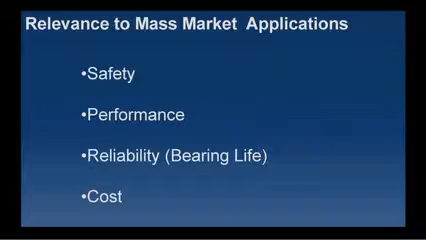 Relevance to Mass Market Applications
•Safety
•Performance
•Reliability (Bearing Life)
•Cost